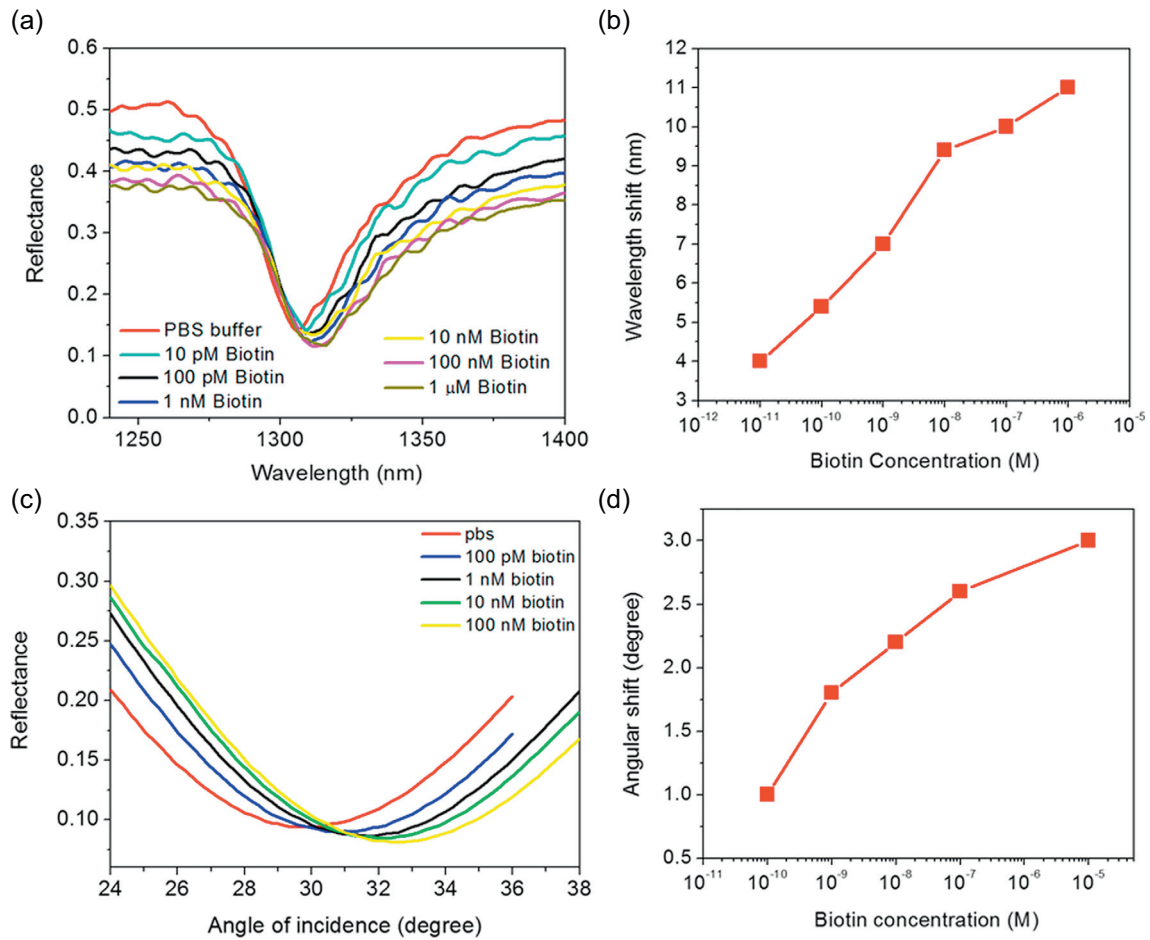 (a)
0.6
0.5
0.4
0.3
0.2
0.1
0.0
Reflectance
PBS buffer
10 pM Biotin
100 pM Biotin
1 nM Biotin
10 nM Biotin
100 nM Biotin
1 μM Biotin
1250 1300 1350 1400
Wavelength (nm)
(b)
12
11
10
9
8
7
6
5
4
3
Wavelength shift (nm)
10⁻¹² 10⁻¹¹ 10⁻¹⁰ 10⁻⁹ 10⁻⁸ 10⁻⁷ 10⁻⁶ 10⁻⁵
Biotin Concentration (M)
(c)
0.35
0.30
0.25
0.20
0.15
0.10
Reflectance
pbs
100 pM biotin
1 nM biotin
10 nM biotin
100 nM biotin
24 26 28 30 32 34 36 38
Angle of incidence (degree)
(d)
3.0
2.5
2.0
1.5
1.0
0.5
Angular shift (degree)
10⁻¹¹ 10⁻¹⁰ 10⁻⁹ 10⁻⁸ 10⁻⁷ 10⁻⁶ 10⁻⁵
Biotin concentration (M)